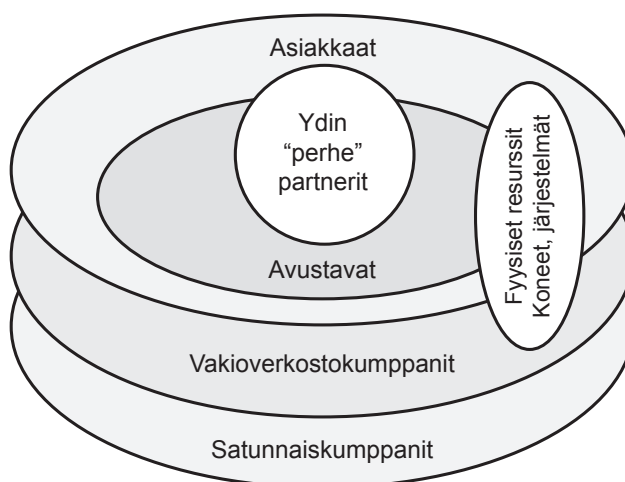 Asiakkaat
Ydin
“perhe”
partnerit
Avustavat
Fyysiset resurssit
Koneet, järjestelmät
Vakioverkostokumppanit
Satunnaiskumppanit